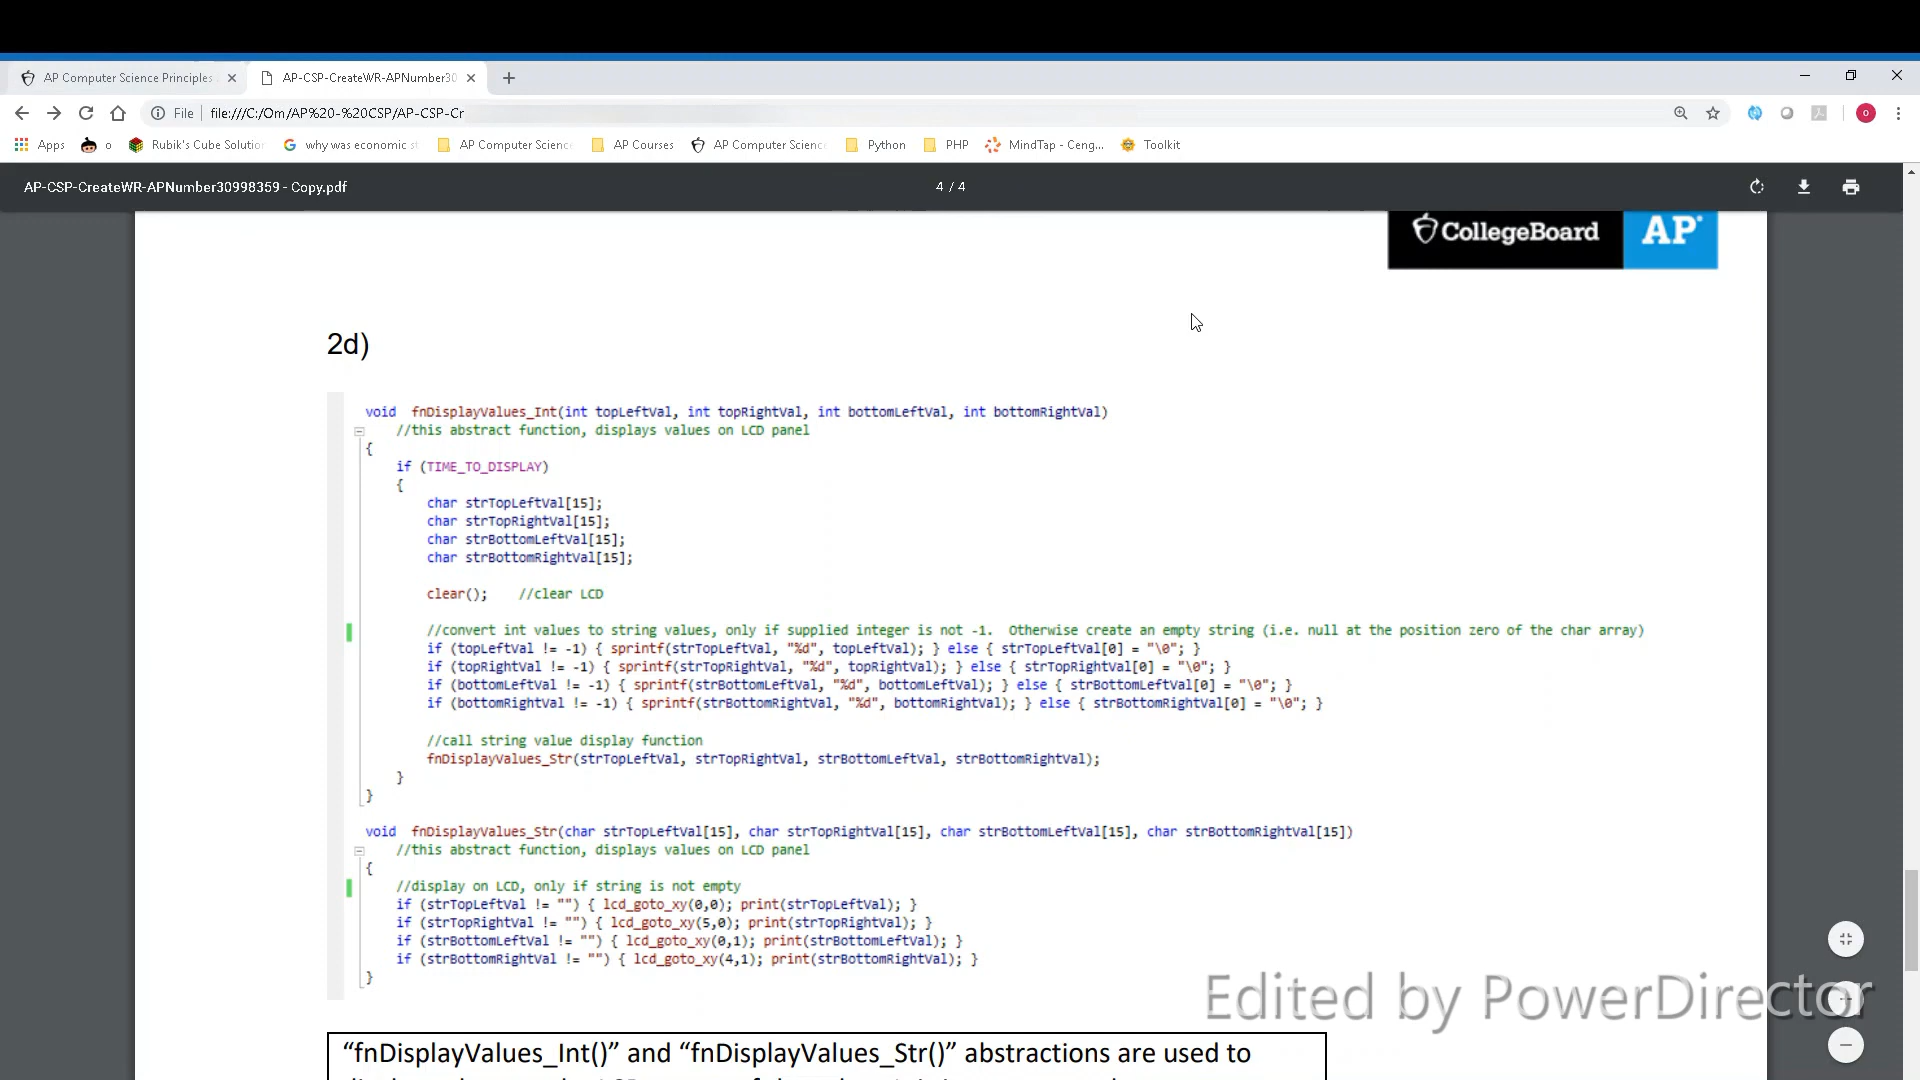 AP Computer Science Principles
AP-CSP-CreateWR-APNumber30
File
file:///C:/Om/AP%20-%20CSP/AP-CSP-Cr
o
Apps
o
Rubik's Cube Solution
why was economic st
AP Computer Science
AP Courses
AP Computer Science
Python
PHP
MindTap - Ceng...
Toolkit
AP-CSP-CreateWR-APNumber30998359 - Copy.pdf
4 / 4
CollegeBoard AP
2d)
void fnDisplayValues_Int(int topLeftVal, int topRightVal, int bottomLeftVal, int bottomRightVal)
//this abstract function, displays values on LCD panel
{
if (TIME_TO_DISPLAY)
{
char strTopLeftVal[15];
char strTopRightVal[15];
char strBottomLeftVal[15];
char strBottomRightVal[15];
clear(); //clear LCD
//convert int values to string values, only if supplied integer is not -1. Otherwise create an empty string (i.e. null at the position zero of the char array)
if (topLeftVal != -1) { sprintf(strTopLeftVal, "%d", topLeftVal); } else { strTopLeftVal[0] = "\0"; }
if (topRightVal != -1) { sprintf(strTopRightVal, "%d", topRightVal); } else { strTopRightVal[0] = "\0"; }
if (bottomLeftVal != -1) { sprintf(strBottomLeftVal, "%d", bottomLeftVal); } else { strBottomLeftVal[0] = "\0"; }
if (bottomRightVal != -1) { sprintf(strBottomRightVal, "%d", bottomRightVal); } else { strBottomRightVal[0] = "\0"; }
//call string value display function
fnDisplayValues_Str(strTopLeftVal, strTopRightVal, strBottomLeftVal, strBottomRightVal);
}
}
void fnDisplayValues_Str(char strTopLeftVal[15], char strTopRightVal[15], char strBottomLeftVal[15], char strBottomRightVal[15])
//this abstract function, displays values on LCD panel
{
//display on LCD, only if string is not empty
if (strTopLeftVal != "") { lcd_goto_xy(0,0); print(strTopLeftVal); }
if (strTopRightVal != "") { lcd_goto_xy(5,0); print(strTopRightVal); }
if (strBottomLeftVal != "") { lcd_goto_xy(0,1); print(strBottomLeftVal); }
if (strBottomRightVal != "") { lcd_goto_xy(4,1); print(strBottomRightVal); }
}
Edited by PowerDirector
“fnDisplayValues_Int()” and “fnDisplayValues_Str()” abstractions are used to